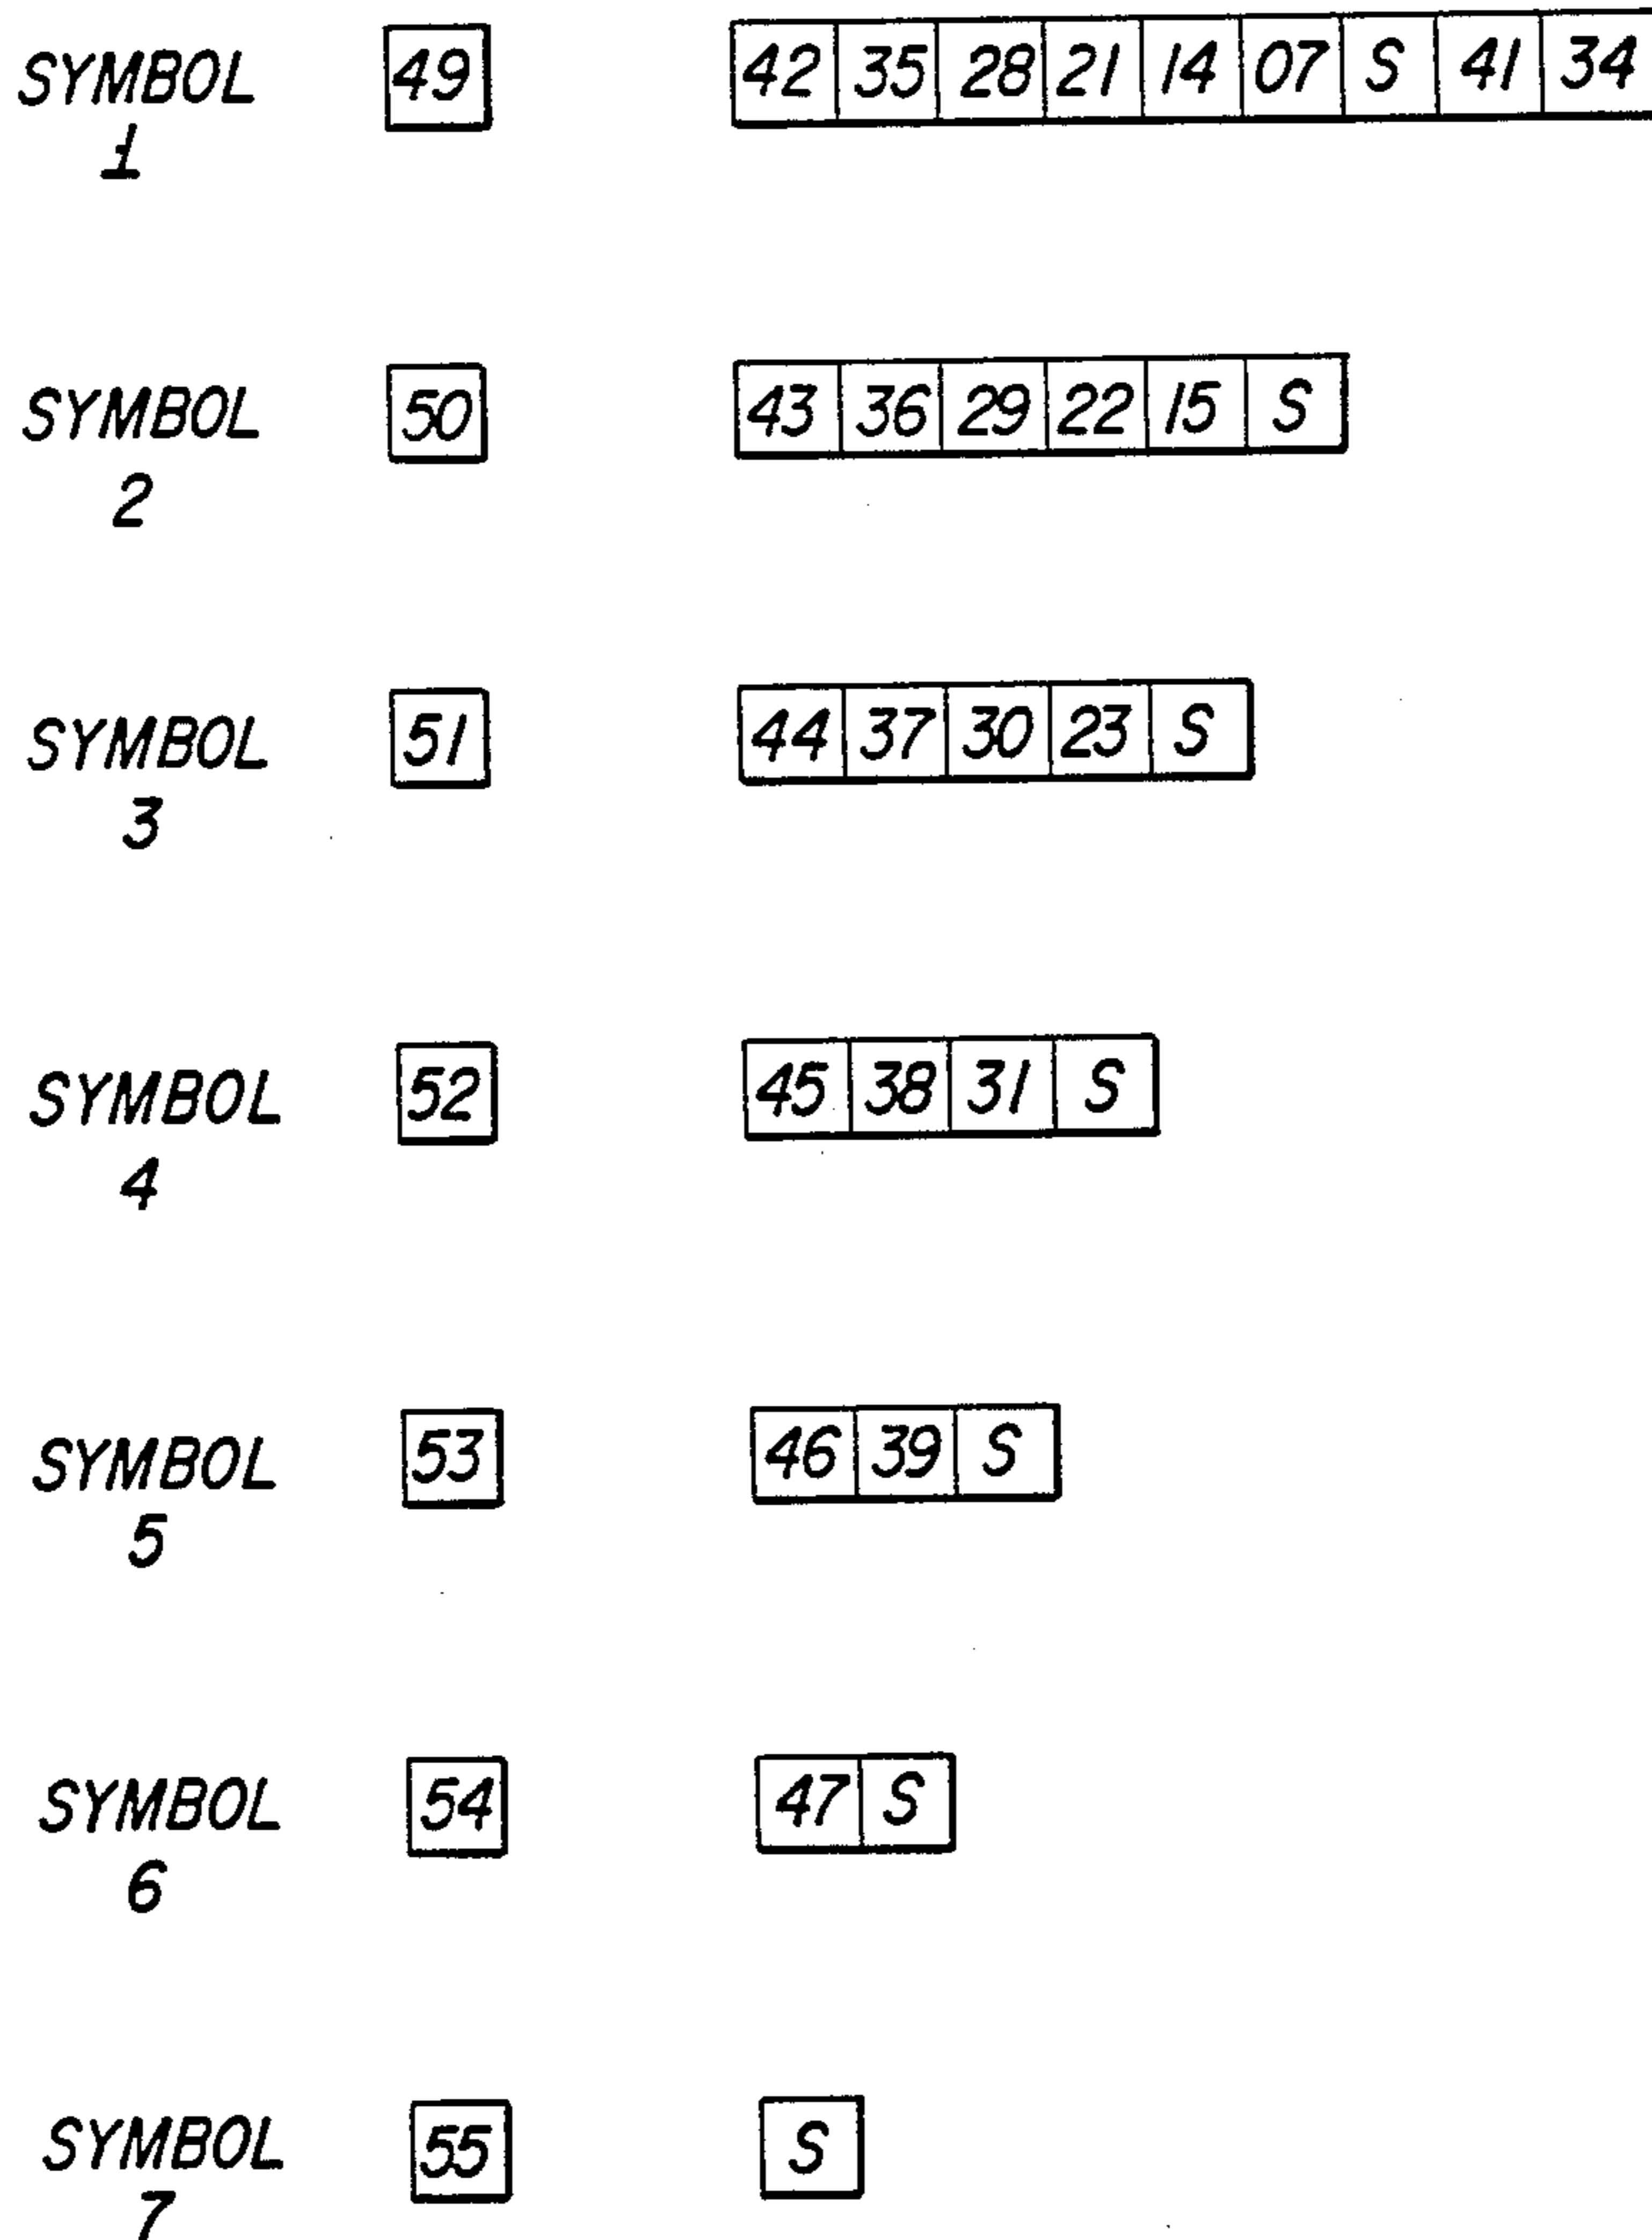 SYMBOL 49 42 35 28 21 14 07 S 41 34
1
SYMBOL 50 43 36 29 22 15 S
2
SYMBOL 51 44 37 30 23 S
3
SYMBOL 52 45 38 31 S
4
SYMBOL 53 46 39 S
5
SYMBOL 54 47 S
6
SYMBOL 55 S
7